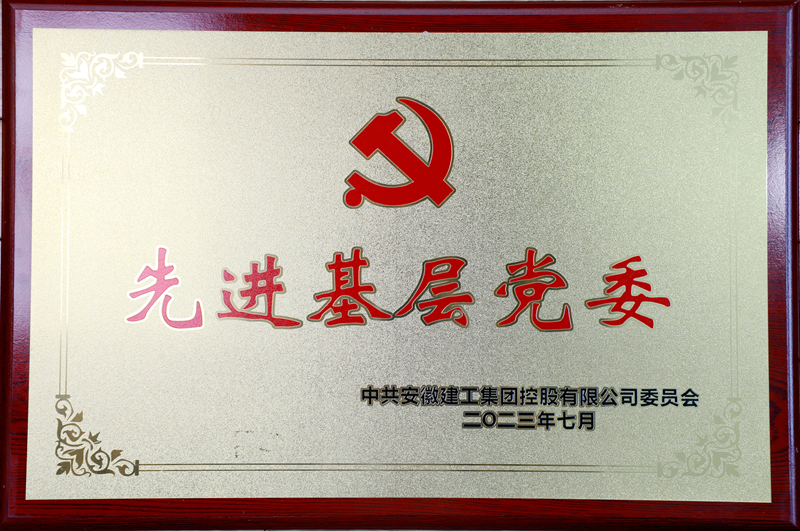 先进基层党委
中共安徽建工集团控股有限公司委员会
二〇二三年七月